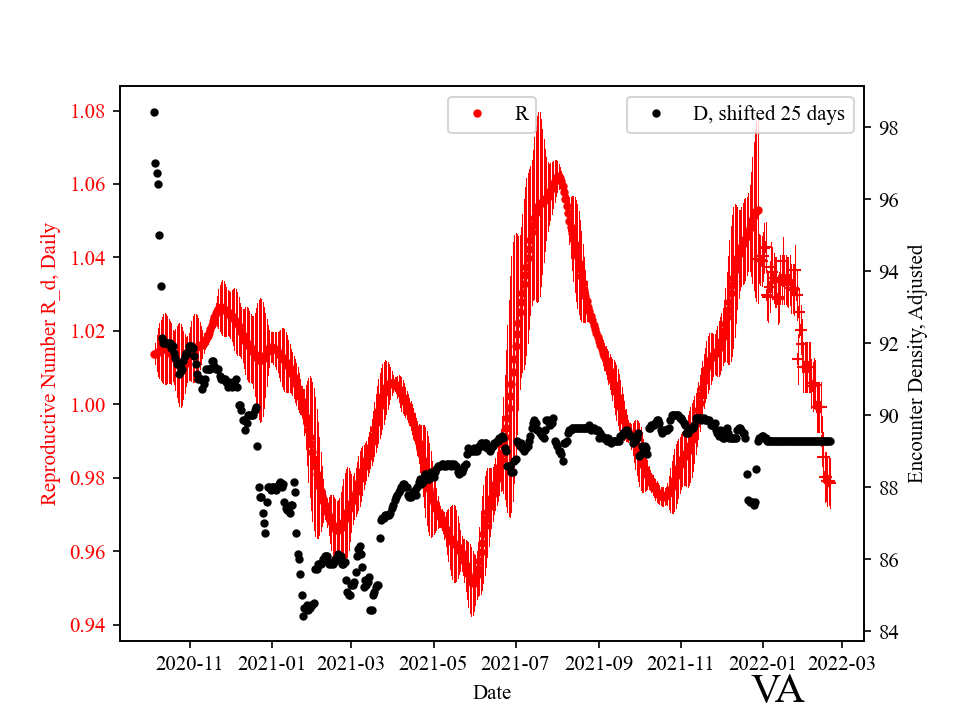 R
D, shifted 25 days
Reproductive Number R_d, Daily
1.08
1.06
1.04
1.02
1.00
0.98
0.96
0.94
Encounter Density, Adjusted
98
96
94
92
90
88
86
84
2020-11 2021-01 2021-03 2021-05 2021-07 2021-09 2021-11 2022-01 2022-03
Date
VA